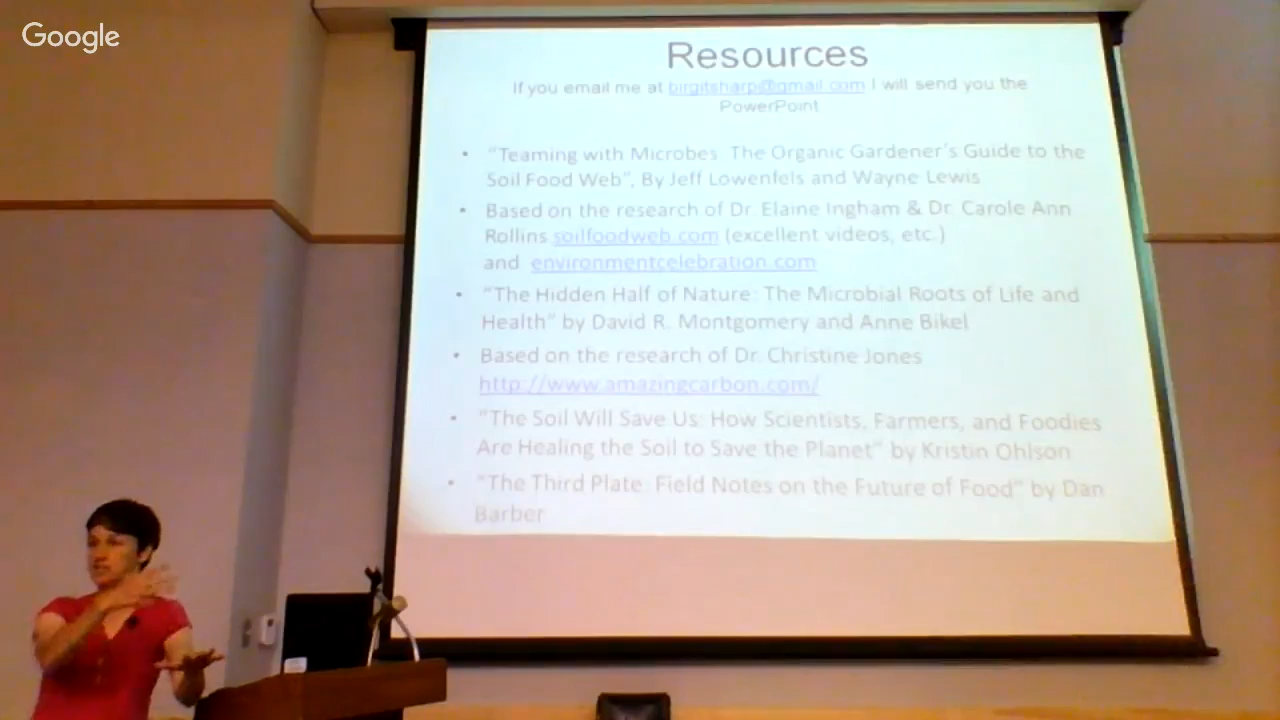 Google
Resources
If you email me at birgitsharp@gmail.com I will send you the
PowerPoint
• "Teaming with Microbes: The Organic Gardener's Guide to the
Soil Food Web", By Jeff Lowenfels and Wayne Lewis
• Based on the research of Dr. Elaine Ingham & Dr. Carole Ann
Rollins soilfoodweb.com (excellent videos, etc.)
and environmentcelebration.com
• "The Hidden Half of Nature: The Microbial Roots of Life and
Health" by David R. Montgomery and Anne Bikel
• Based on the research of Dr. Christine Jones
http://www.amazingcarbon.com/
• "The Soil Will Save Us: How Scientists, Farmers, and Foodies
Are Healing the Soil to Save the Planet" by Kristin Ohlson
• "The Third Plate: Field Notes on the Future of Food" by Dan
Barber